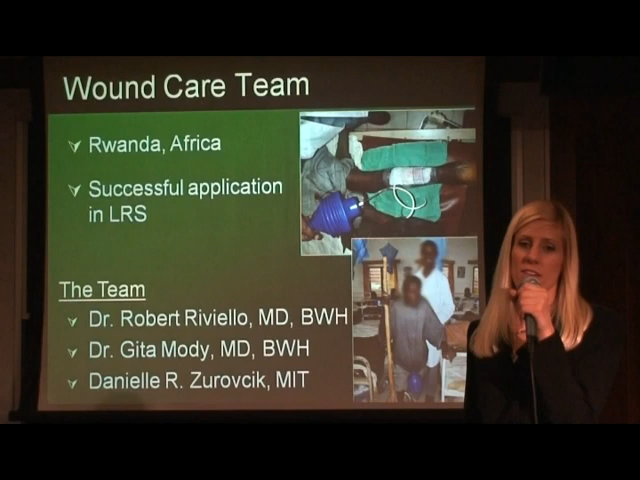 Wound Care Team
Rwanda, Africa
Successful application
in LRS
The Team
Dr. Robert Riviello, MD, BWH
Dr. Gita Mody, MD, BWH
Danielle R. Zurovcik, MIT